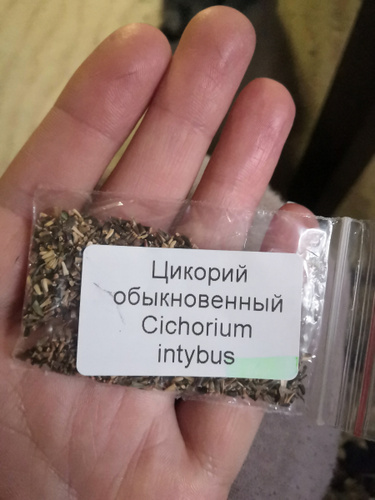 Цикорий
обыкновенный
Cichorium
intybus